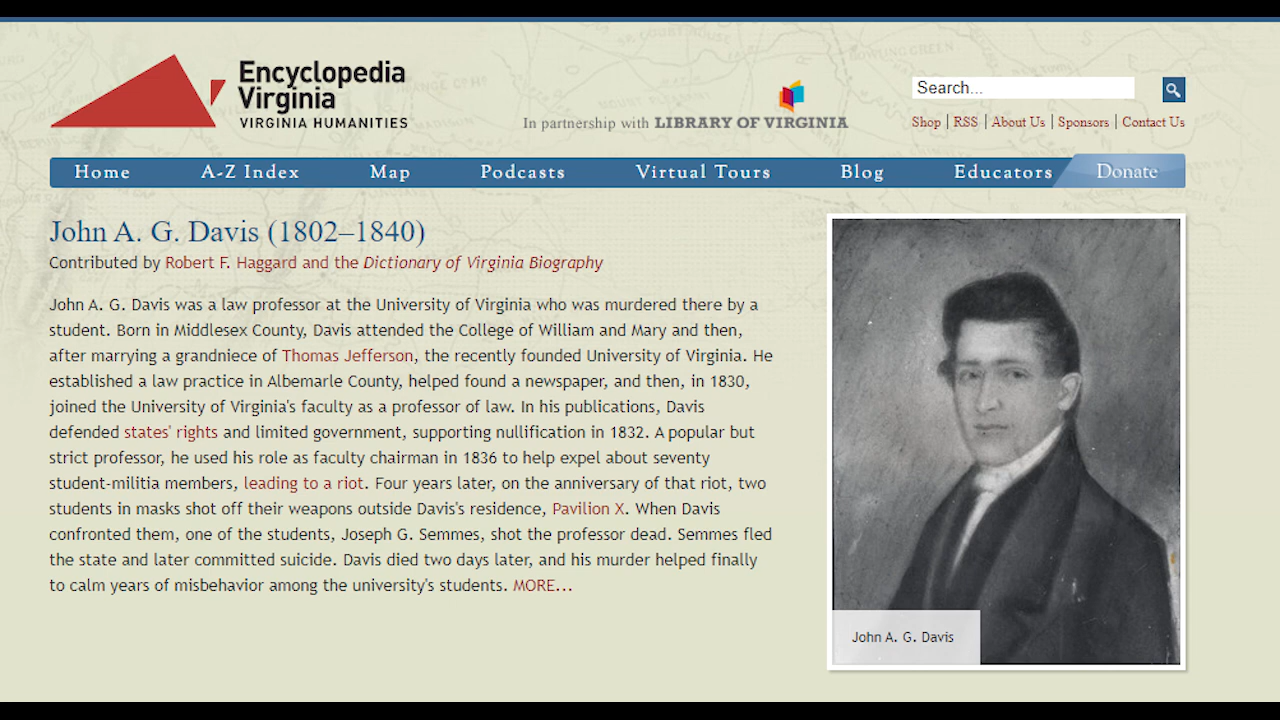 Encyclopedia
Virginia
VIRGINIA HUMANITIES
In partnership with LIBRARY OF VIRGINIA
Search...
Shop | RSS | About Us | Sponsors | Contact Us
Home A-Z Index Map Podcasts Virtual Tours Blog Educators Donate
John A. G. Davis (1802–1840)
Contributed by Robert F. Haggard and the Dictionary of Virginia Biography
John A. G. Davis was a law professor at the University of Virginia who was murdered there by a
student. Born in Middlesex County, Davis attended the College of William and Mary and then,
after marrying a grandniece of Thomas Jefferson, the recently founded University of Virginia. He
established a law practice in Albemarle County, helped found a newspaper, and then, in 1830,
joined the University of Virginia's faculty as a professor of law. In his publications, Davis
defended states' rights and limited government, supporting nullification in 1832. A popular but
strict professor, he used his role as faculty chairman in 1836 to help expel about seventy
student-militia members, leading to a riot. Four years later, on the anniversary of that riot, two
students in masks shot off their weapons outside Davis's residence, Pavilion X. When Davis
confronted them, one of the students, Joseph G. Semmes, shot the professor dead. Semmes fled
the state and later committed suicide. Davis died two days later, and his murder helped finally
to calm years of misbehavior among the university's students. MORE...
John A. G. Davis